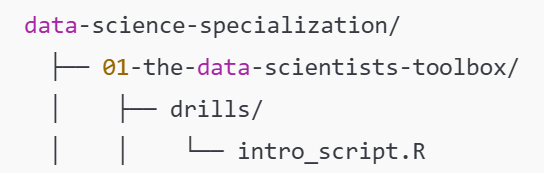 data-science-specialization/
├── 01-the-data-scientists-toolbox/
│   ├── drills/
│   │   └── intro_script.R